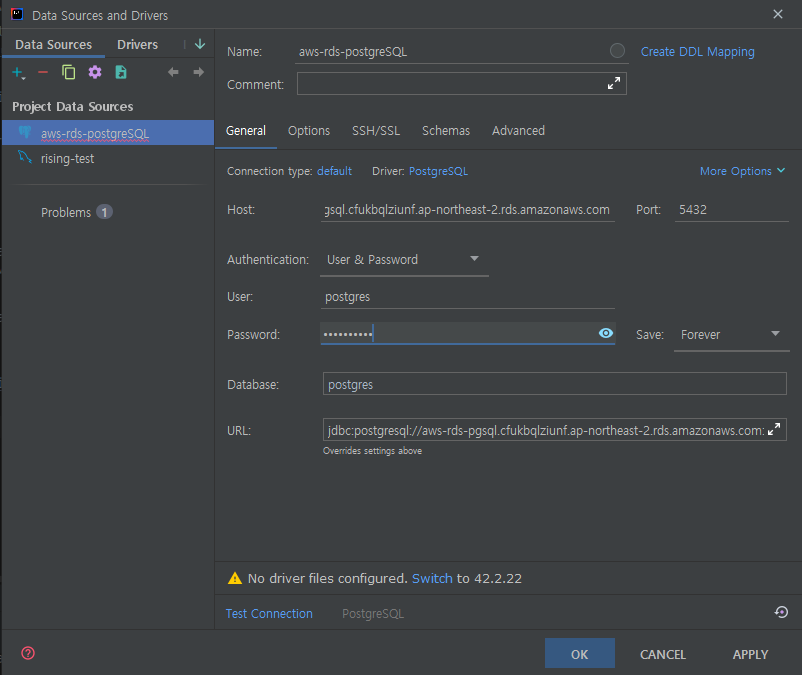 Data Sources and Drivers
Data Sources Drivers
Name: aws-rds-postgreSQL Create DDL Mapping
Comment:
Project Data Sources
aws-rds-postgreSQL
rising-test
Problems 1
General Options SSH/SSL Schemas Advanced
Connection type: default Driver: PostgreSQL More Options
Host: gsql.cfukbqlziunf.ap-northeast-2.rds.amazonaws.com Port: 5432
Authentication: User & Password
User: postgres
Password: •••••••••• Save: Forever
Database: postgres
URL: jdbc:postgresql://aws-rds-pgsql.cfukbqlziunf.ap-northeast-2.rds.amazonaws.com:
Overrides settings above
No driver files configured. Switch to 42.2.22
Test Connection PostgreSQL
OK CANCEL APPLY